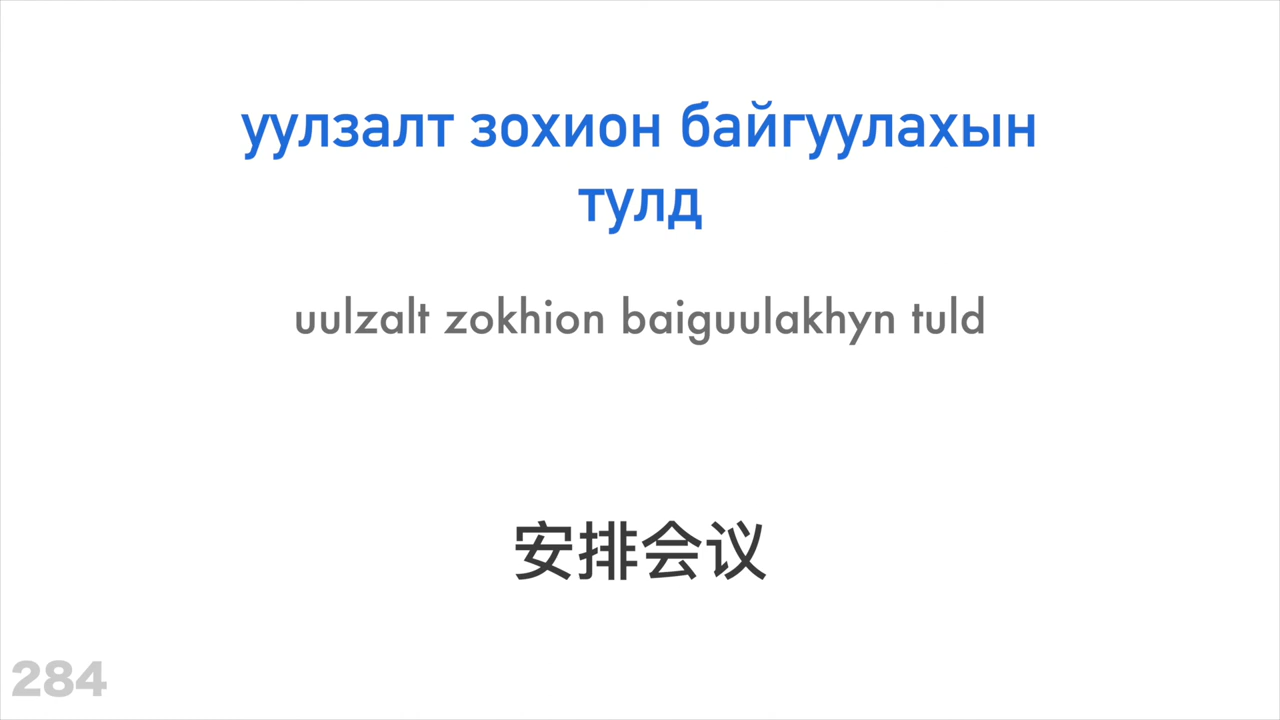 уулзалт зохион байгуулахын
тулд
uulzalt zokhion baiguulakhyn tuld
安排会议
284